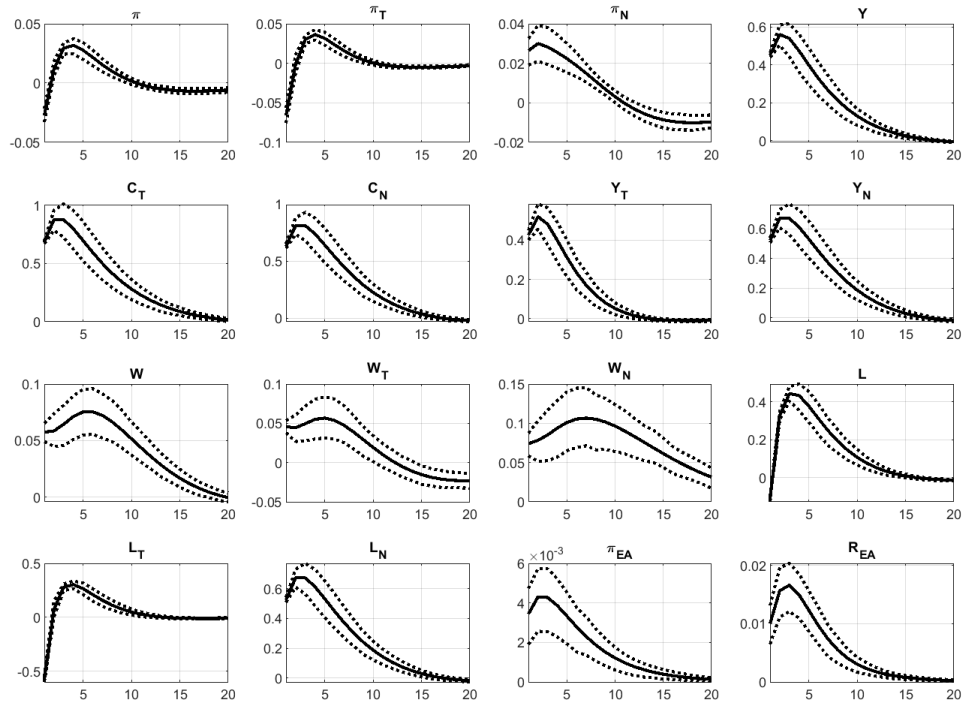 π π_T π_N Y
0.05 0.05 0.04 0.6
0 0 0.02 0.4
-0.05 0 0.2
-0.05 -0.1 -0.02 0
5 10 15 20 5 10 15 20 5 10 15 20 5 10 15 20
C_T C_N Y_T Y_N
1 1 0.4 0.6
0.5 0.5 0.2 0.4
0.2
0 0 0 0
5 10 15 20 5 10 15 20 5 10 15 20 5 10 15 20
W W_T W_N L
0.1 0.1 0.15 0.4
0.05 0.05 0.1 0.2
0 0.05
0 -0.05 0 0
5 10 15 20 5 10 15 20 5 10 15 20 5 10 15 20
L_T L_N π_EA R_EA
×10^-3
0.5 0.6 6 0.02
0 0.4 4 0.01
0.2 2
-0.5 0 0 0
5 10 15 20 5 10 15 20 5 10 15 20 5 10 15 20